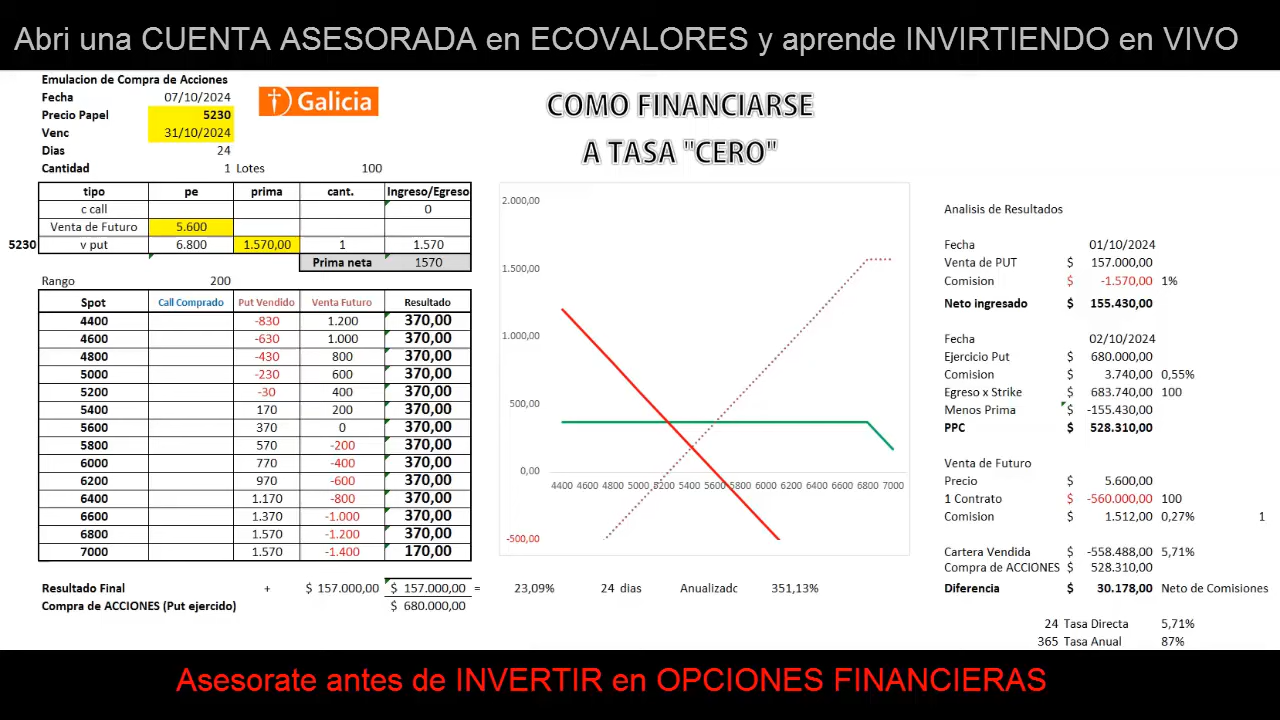 Abri una CUENTA ASESORADA en ECOVALORES y aprende INVIRTIENDO en VIVO
Emulacion de Compra de Acciones
Fecha 07/10/2024
Galicia
Precio Papel 5230
Venc 31/10/2024
Dias 24
Cantidad 1 Lotes 100
COMO FINANCIARSE
A TASA "CERO"
tipo pe prima cant. Ingreso/Egreso
c call 0
Venta de Futuro 5.600
5230 v put 6.800 1.570,00 1 1.570
Prima neta 1570
Rango 200
Spot Call Comprado Put Vendido Venta Futuro Resultado
4400 -830 1.200 370,00
4600 -630 1.000 370,00
4800 -430 800 370,00
5000 -230 600 370,00
5200 -30 400 370,00
5400 170 200 370,00
5600 370 0 370,00
5800 570 -200 370,00
6000 770 -400 370,00
6200 970 -600 370,00
6400 1.170 -800 370,00
6600 1.370 -1.000 370,00
6800 1.570 -1.200 370,00
7000 1.570 -1.400 170,00
Resultado Final + $ 157.000,00 $ 157.000,00 = 23,09% 24 dias Anualizadc 351,13%
Compra de ACCIONES (Put ejercido) $ 680.000,00
2.000,00
1.500,00
1.000,00
500,00
0,00
4400 4600 4800 5000 5200 5400 5600 5800 6000 6200 6400 6600 6800 7000
-500,00
Analisis de Resultados
Fecha 01/10/2024
Venta de PUT $ 157.000,00
Comision $ -1.570,00 1%
Neto ingresado $ 155.430,00
Fecha 02/10/2024
Ejercicio Put $ 680.000,00
Comision $ 3.740,00 0,55%
Egreso x Strike $ 683.740,00 100
Menos Prima $ -155.430,00
PPC $ 528.310,00
Venta de Futuro
Precio $ 5.600,00
1 Contrato $ -560.000,00 100
Comision $ 1.512,00 0,27% 1
Cartera Vendida $ -558.488,00 5,71%
Compra de ACCIONES $ 528.310,00
Diferencia $ 30.178,00 Neto de Comisiones
24 Tasa Directa 5,71%
365 Tasa Anual 87%
Asesorate antes de INVERTIR en OPCIONES FINANCIERAS